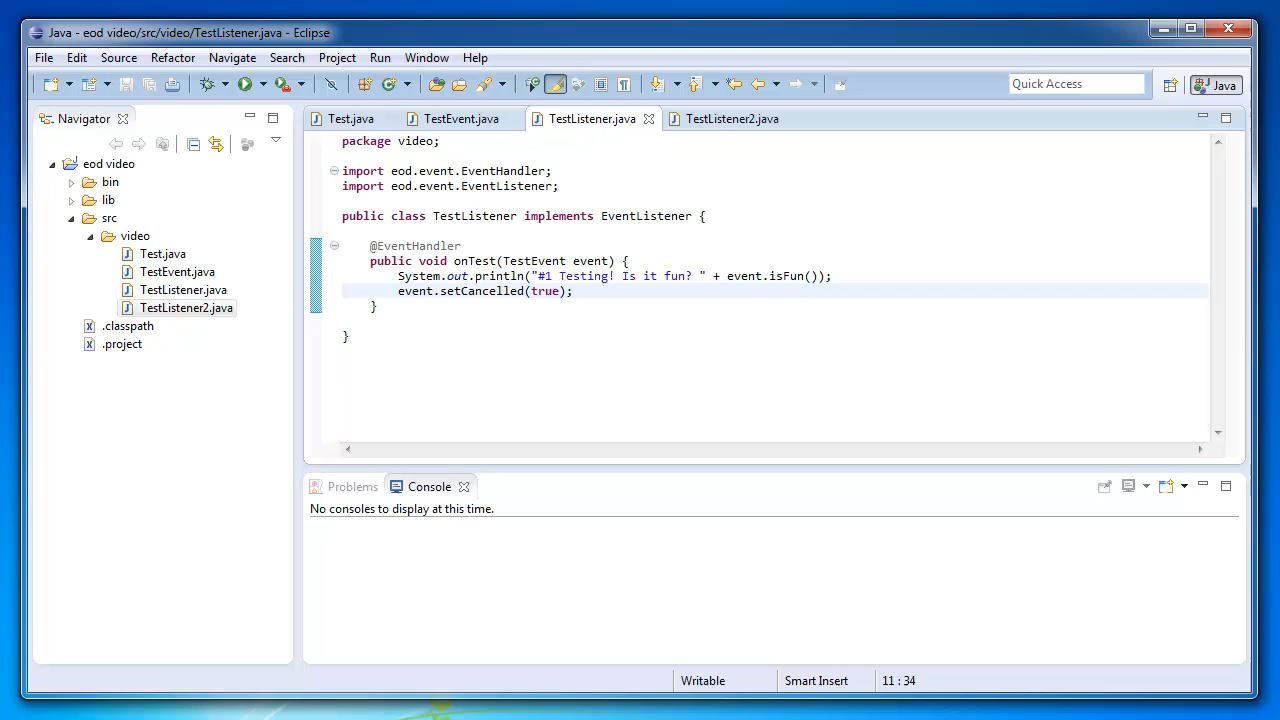 Java - eod video/src/video/TestListener.java - Eclipse
File Edit Source Refactor Navigate Search Project Run Window Help
Quick Access
Java
Navigator
eod video
bin
lib
src
video
Test.java
TestEvent.java
TestListener.java
TestListener2.java
.classpath
.project
Test.java TestEvent.java TestListener.java TestListener2.java
package video;
import eod.event.EventHandler;
import eod.event.EventListener;
public class TestListener implements EventListener {
@EventHandler
public void onTest(TestEvent event) {
System.out.println("#1 Testing! Is it fun? " + event.isFun());
event.setCancelled(true);
}
}
Problems Console
No consoles to display at this time.
Writable Smart Insert 11 : 34